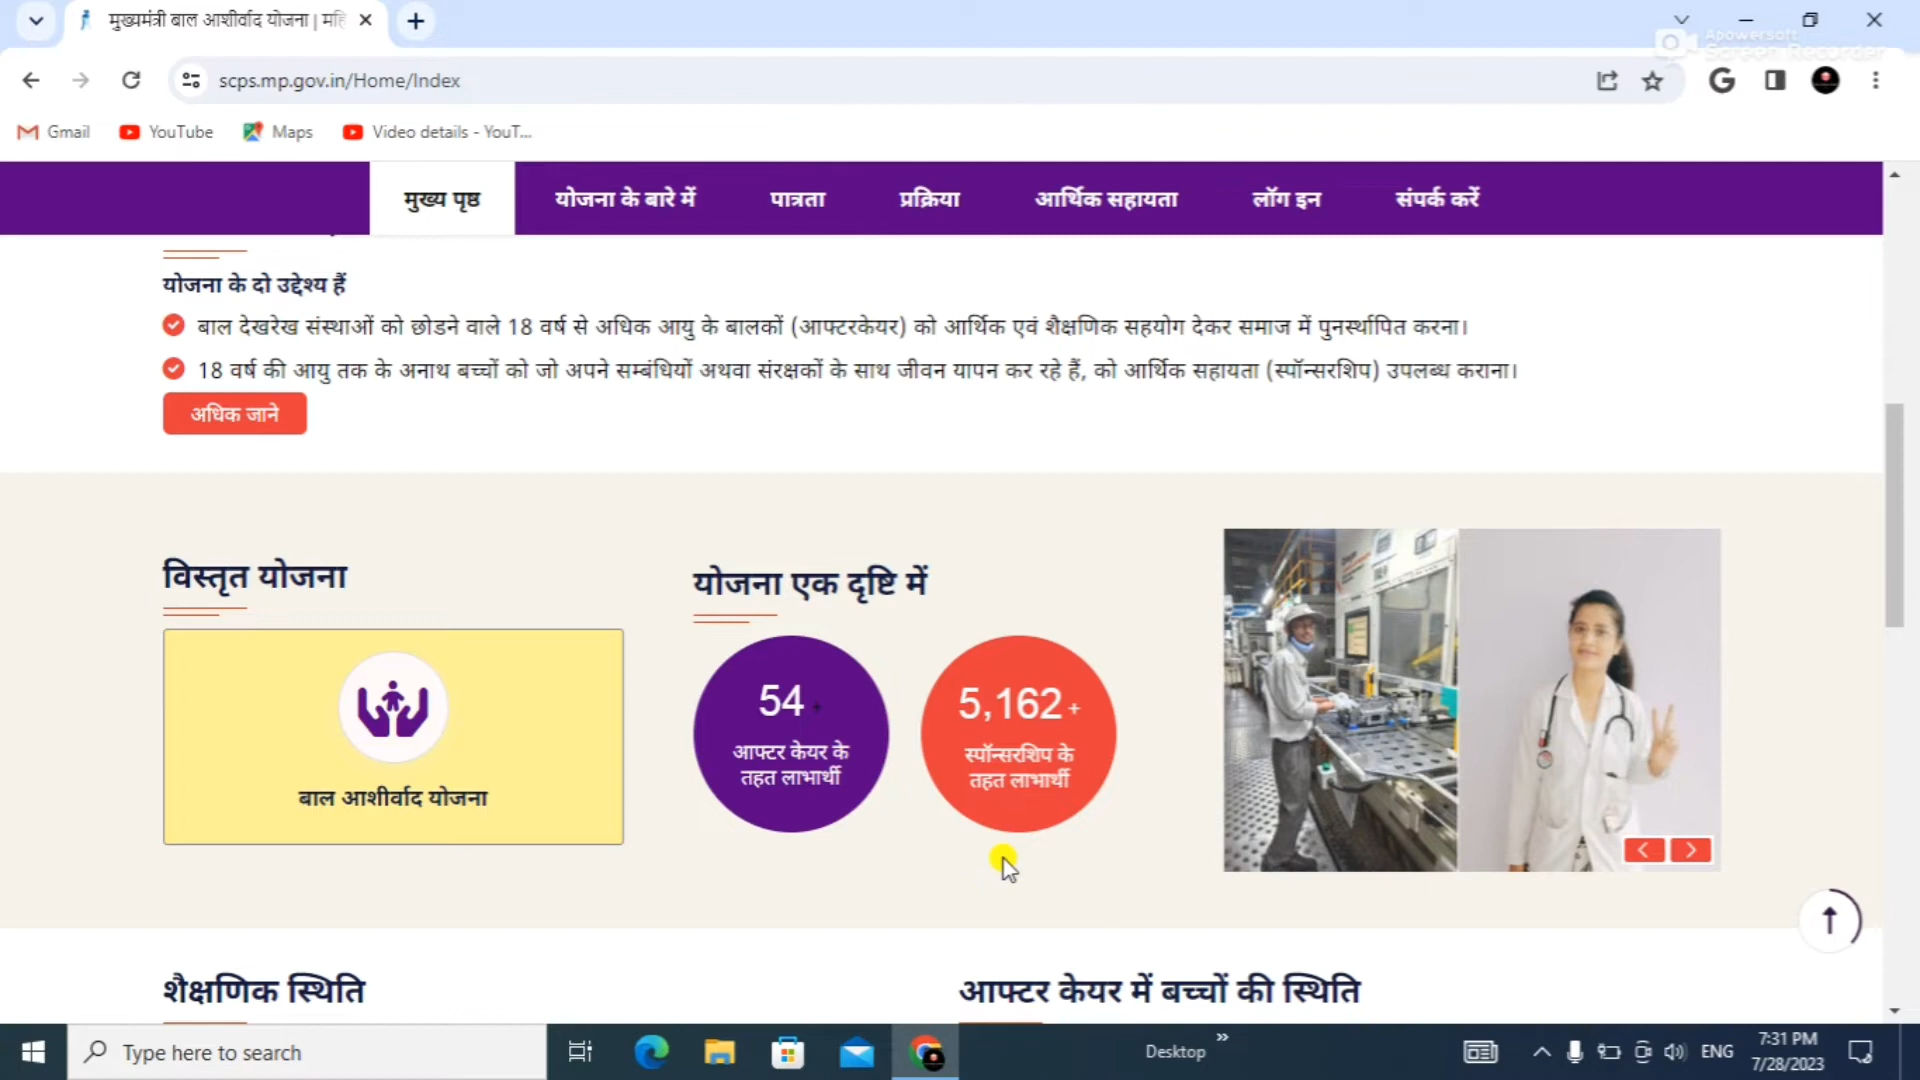 मुख्यमंत्री बाल आशीर्वाद योजना | महि
Apowersoft
Screen Recorder
scps.mp.gov.in/Home/Index
Gmail
YouTube
Maps
Video details - YouT...
मुख्य पृष्ठ
योजना के बारे में
पात्रता
प्रक्रिया
आर्थिक सहायता
लॉग इन
संपर्क करें
योजना के दो उद्देश्य हैं
बाल देखरेख संस्थाओं को छोडने वाले 18 वर्ष से अधिक आयु के बालकों (आफ्टरकेयर) को आर्थिक एवं शैक्षणिक सहयोग देकर समाज में पुनर्स्थापित करना।
18 वर्ष की आयु तक के अनाथ बच्चों को जो अपने सम्बंधियों अथवा संरक्षकों के साथ जीवन यापन कर रहे हैं, को आर्थिक सहायता (स्पॉन्सरशिप) उपलब्ध कराना।
अधिक जाने
विस्तृत योजना
बाल आशीर्वाद योजना
योजना एक दृष्टि में
54 +
आफ्टर केयर के
तहत लाभार्थी
5,162 +
स्पॉन्सरशिप के
तहत लाभार्थी
शैक्षणिक स्थिति
आफ्टर केयर में बच्चों की स्थिति
Type here to search
Desktop
ENG
7:31 PM
7/28/2023